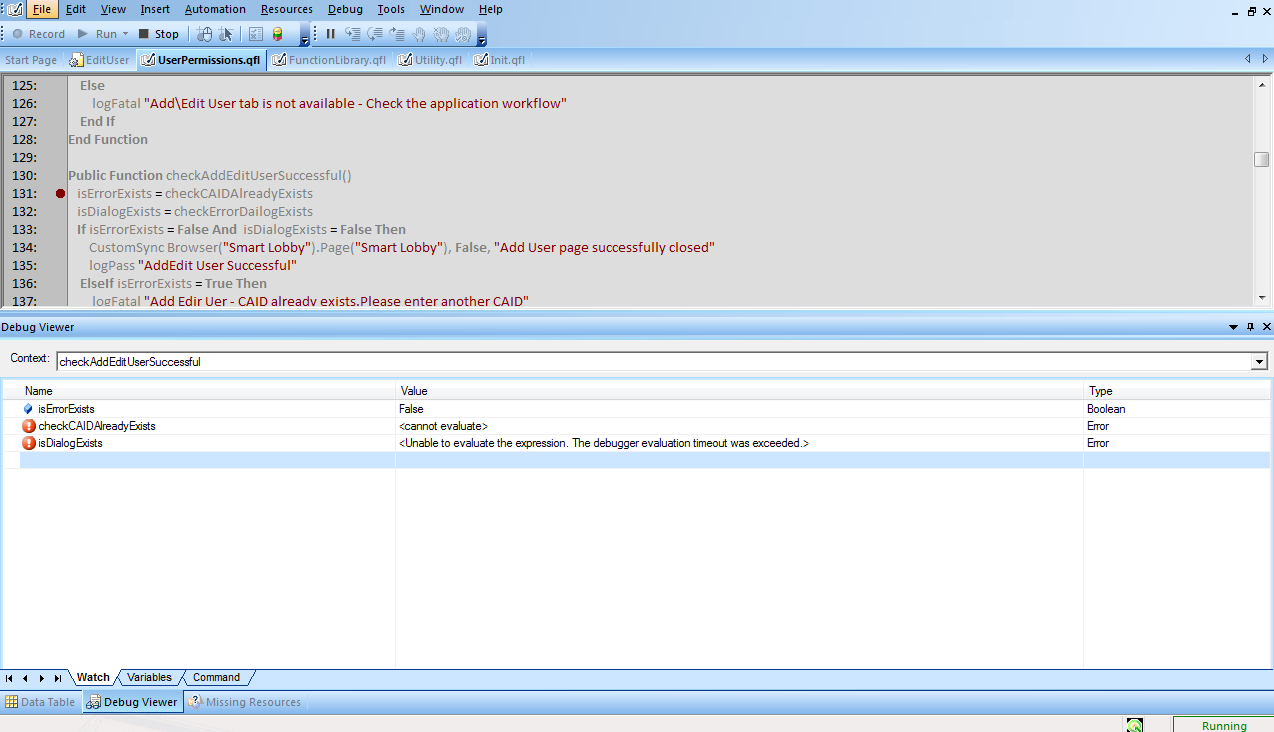 File Edit View Insert Automation Resources Debug Tools Window Help
Record Run Stop
Start Page EditUser UserPermissions.qfl FunctionLibrary.qfl Utility.qfl Init.qfl
125: Else
126: logFatal "Add\Edit User tab is not available - Check the application workflow"
127: End If
128: End Function
129:
130: Public Function checkAddEditUserSuccessful()
131: isErrorExists = checkCAIDAlreadyExists
132: isDialogExists = checkErrorDailogExists
133: If isErrorExists = False And isDialogExists = False Then
134: CustomSync Browser("Smart Lobby").Page("Smart Lobby"), False, "Add User page successfully closed"
135: logPass "AddEdit User Successful"
136: ElseIf isErrorExists = True Then
137: logFatal "Add Edir Uer - CAID already exists.Please enter another CAID"
Debug Viewer
Context: checkAddEditUserSuccessful
Name Value Type
isErrorExists False Boolean
checkCAIDAlreadyExists <cannot evaluate> Error
isDialogExists <Unable to evaluate the expression. The debugger evaluation timeout was exceeded.> Error
Watch Variables Command
Data Table Debug Viewer Missing Resources
Running